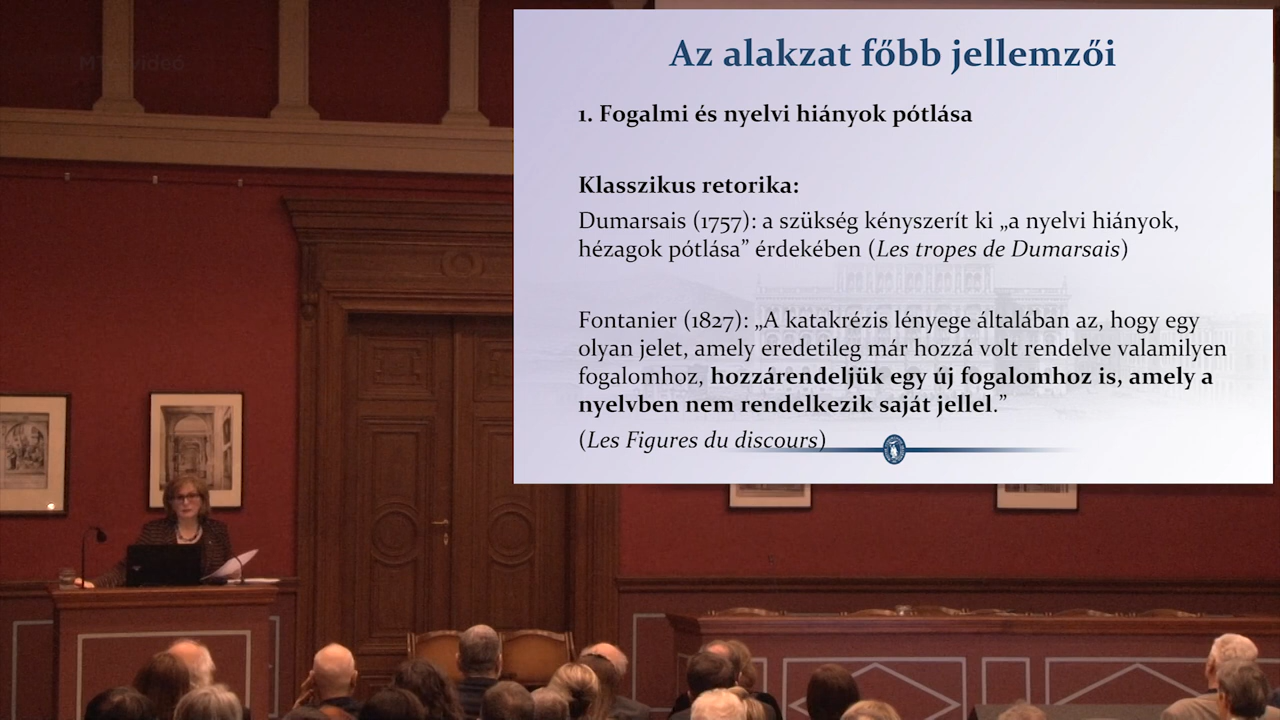 MTA videó
Az alakzat főbb jellemzői
1. Fogalmi és nyelvi hiányok pótlása
Klasszikus retorika:
Dumarsais (1757): a szükség kényszerít ki „a nyelvi hiányok,
hézagok pótlása” érdekében (Les tropes de Dumarsais)
Fontanier (1827): „A katakrézis lényege általában az, hogy egy
olyan jelet, amely eredetileg már hozzá volt rendelve valamilyen
fogalomhoz, hozzárendeljük egy új fogalomhoz is, amely a
nyelvben nem rendelkezik saját jellel.”
(Les Figures du discours)